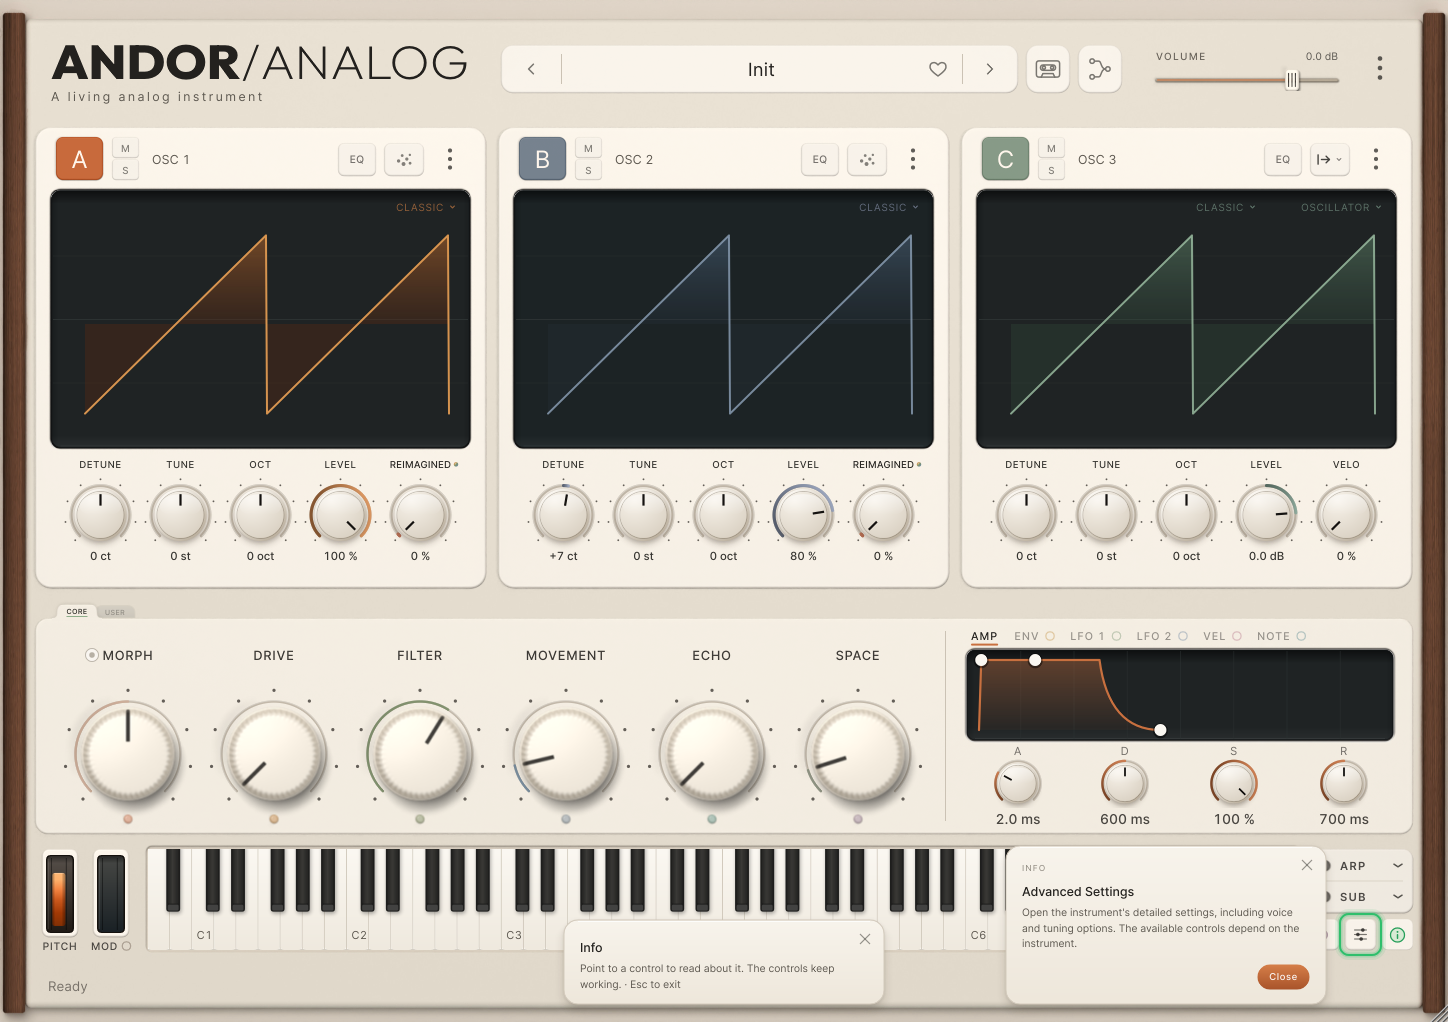 ANDOR/ANALOG
A living analog instrument
Init
VOLUME 0.0 dB
A M S OSC 1 EQ
CLASSIC
DETUNE TUNE OCT LEVEL REIMAGINED
0 ct 0 st 0 oct 100 % 0 %
B M S OSC 2 EQ
CLASSIC
DETUNE TUNE OCT LEVEL REIMAGINED
+7 ct 0 st 0 oct 80 % 0 %
C M S OSC 3 EQ
CLASSIC OSCILLATOR
DETUNE TUNE OCT LEVEL VELO
0 ct 0 st 0 oct 0.0 dB 0 %
CORE USER
MORPH DRIVE FILTER MOVEMENT ECHO SPACE
AMP ENV LFO 1 LFO 2 VEL NOTE
A D S R
2.0 ms 600 ms 100 % 700 ms
PITCH MOD
C1 C2 C3 C6
ARP
SUB
Info
Point to a control to read about it. The controls keep
working. · Esc to exit
INFO
Advanced Settings
Open the instrument's detailed settings, including voice
and tuning options. The available controls depend on the
instrument.
Close
Ready